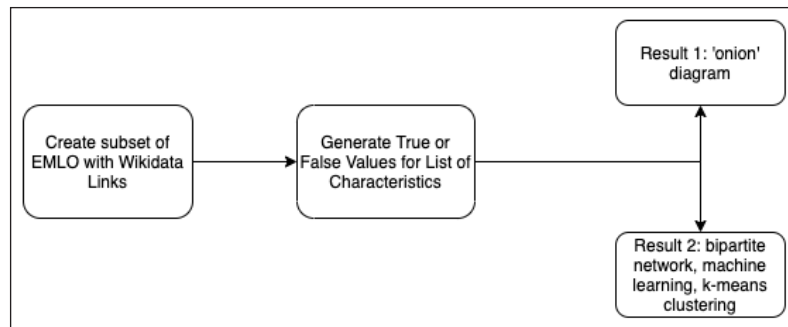 Create subset of
EMLO with Wikidata
Links
Generate True or
False Values for List of
Characteristics
Result 1: 'onion'
diagram
Result 2: bipartite
network, machine
learning, k-means
clustering